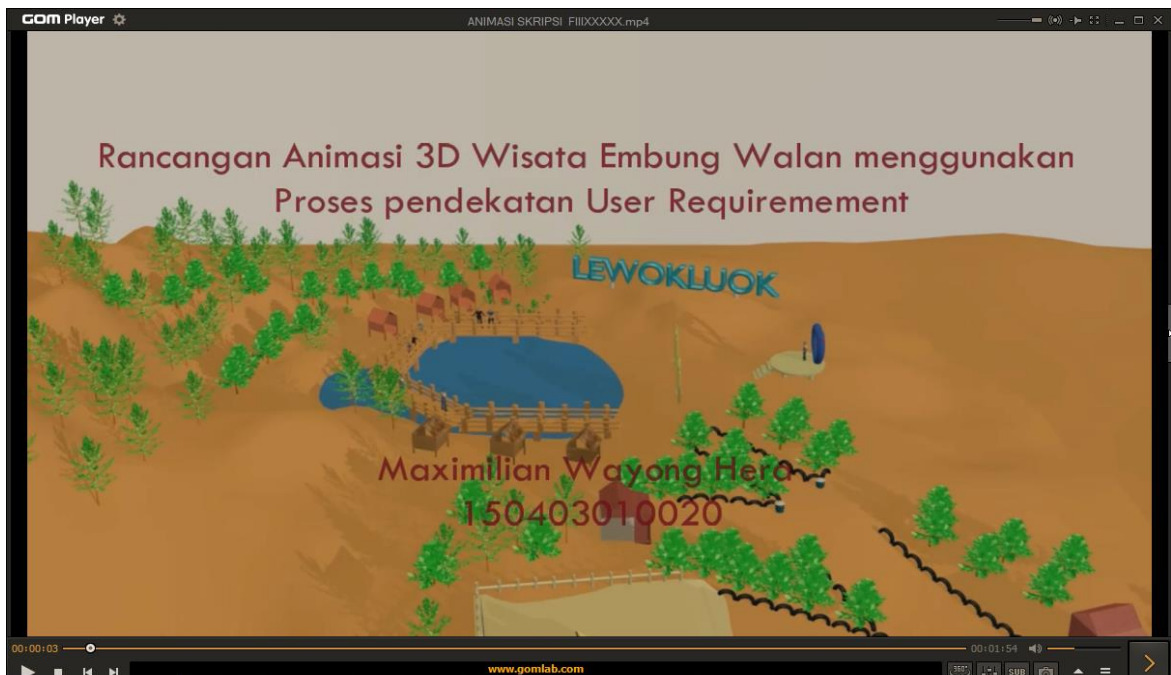 GOM Player
ANIMASI SKRIPSI FIIIXXXXX.mp4
Rancangan Animasi 3D Wisata Embung Walan menggunakan
Proses pendekatan User Requiremement
LEWOKLUOK
Maximilian Wayong Hera
150403010020
00:00:03
00:01:54
www.gomlab.com
360°
SUB